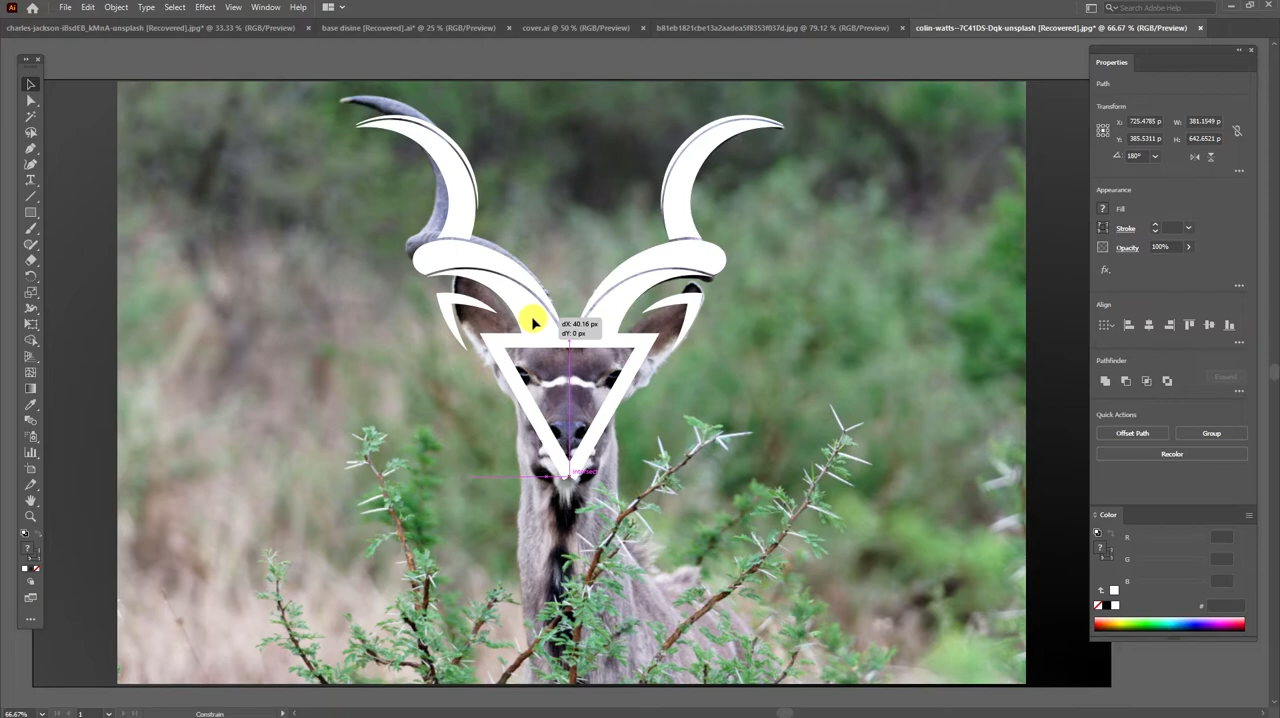 Ai File Edit Object Type Select Effect View Window Help Search Adobe Help
charles-jackson-iBsdEB_kMnA-unsplash [Recovered].jpg* @ 33.33 % (RGB/Preview) × base disine [Recovered].ai* @ 25 % (RGB/Preview) × cover.ai @ 50 % (RGB/Preview) × b81eb1821cbe13a2aadea5f8353f037d.jpg @ 79.12 % (RGB/Preview) × colin-watts--7C41DS-Dqk-unsplash [Recovered].jpg* @ 66.67 % (RGB/Preview) ×
Properties
Path
Transform
X: 725.4785 p W: 381.1549 p
Y: 385.5311 p H: 642.6521 p
180°
Appearance
? Fill
Stroke
Opacity 100%
fx.
Align
Pathfinder
Expand
Quick Actions
Offset Path Group
Recolor
Color
R
G
B
#
dX: 40.16 px
dY: 0 px
intersect
66.67% 1 Constrain